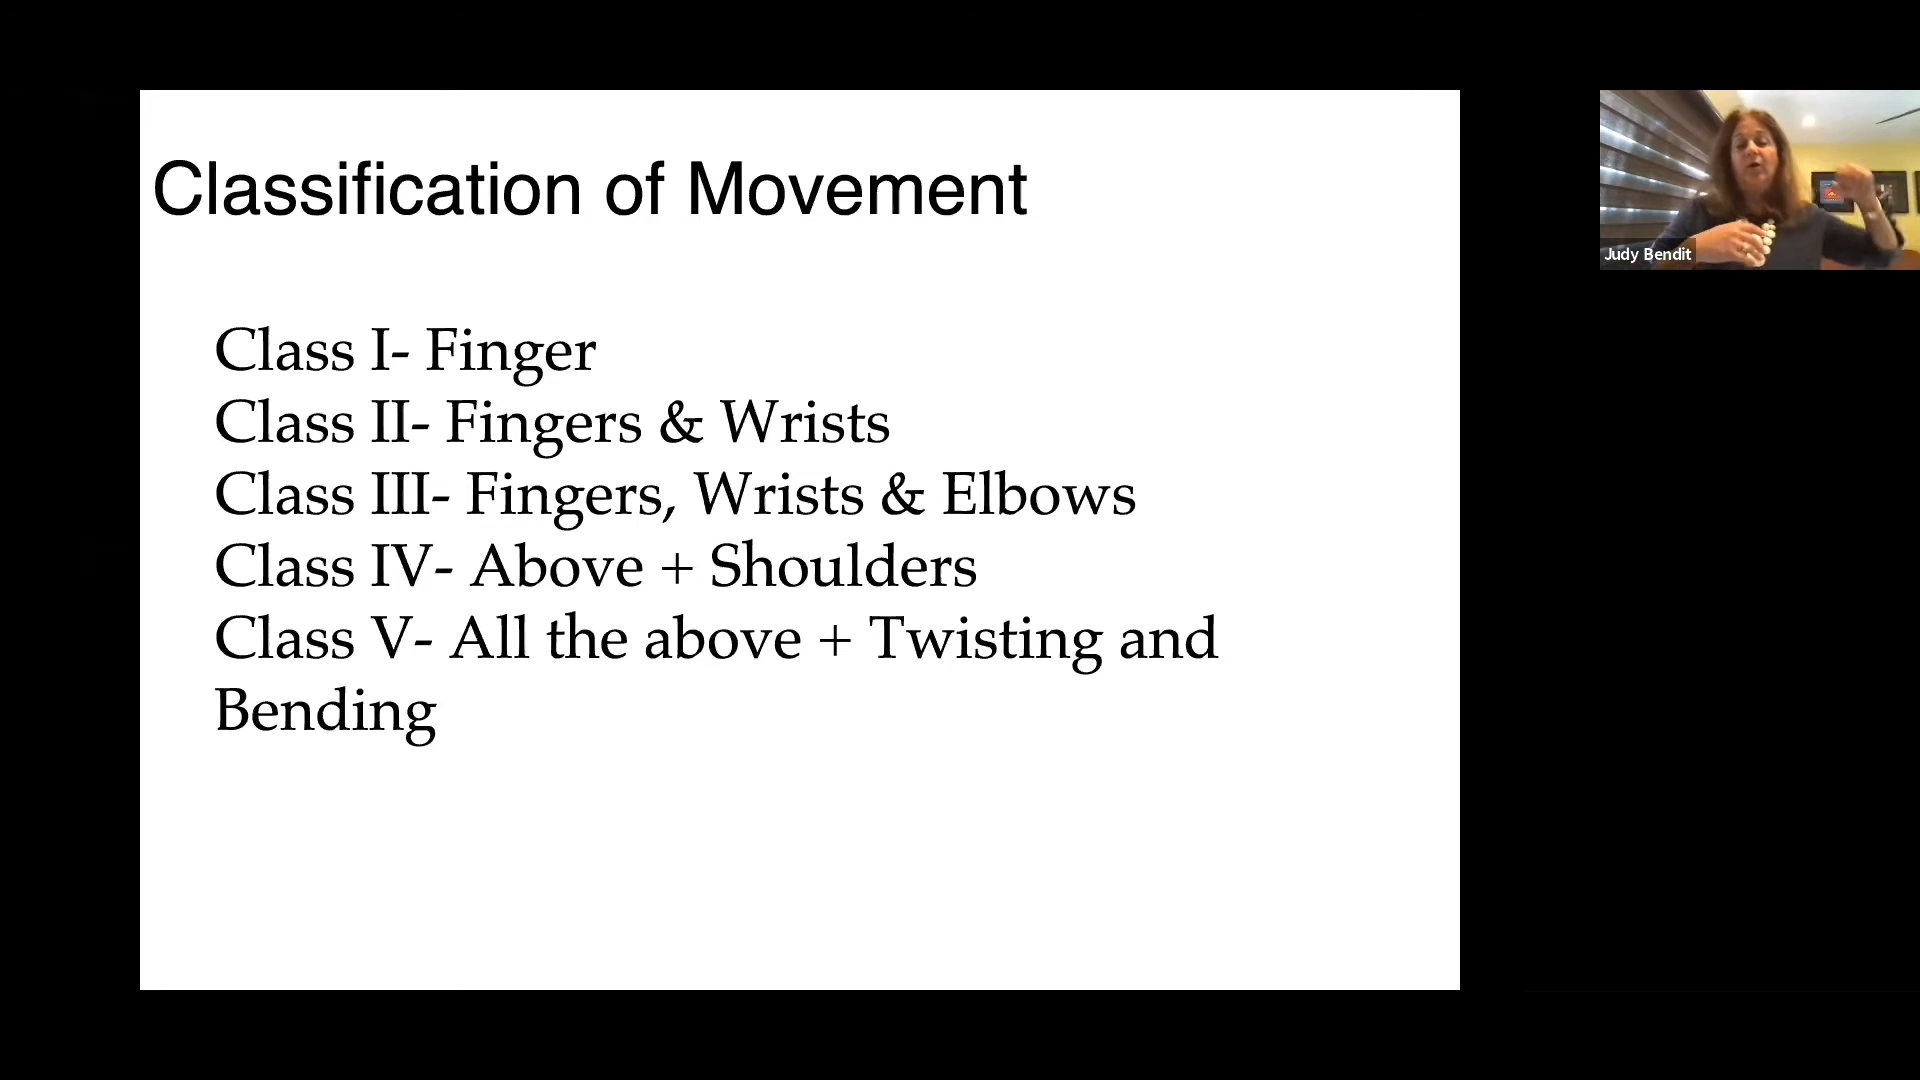 Classification of Movement
Class I- Finger
Class II- Fingers & Wrists
Class III- Fingers, Wrists & Elbows
Class IV- Above + Shoulders
Class V- All the above + Twisting and
Bending
Judy Bendit